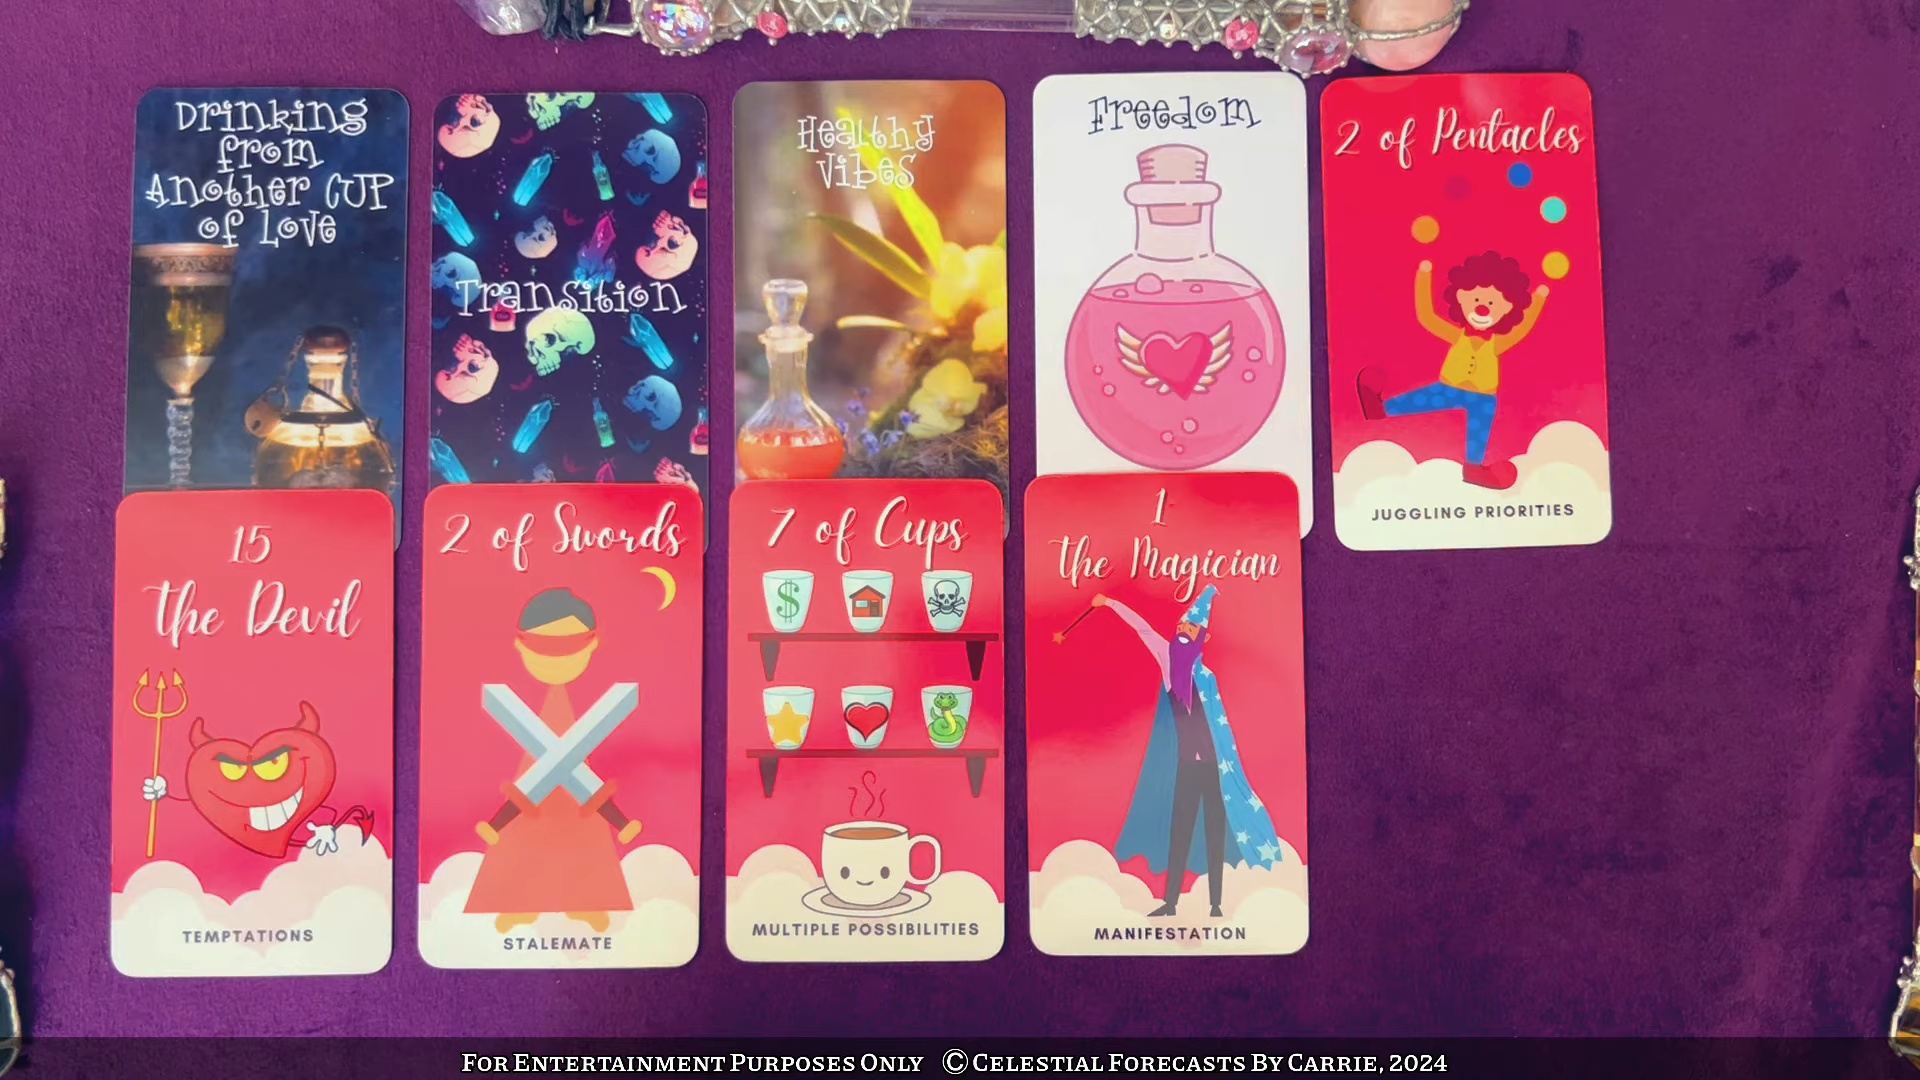 Drinking
from
Another CUP
of Love
Transition
Healthy
Vibes
Freedom
2 of Pentacles
JUGGLING PRIORITIES
15
the Devil
TEMPTATIONS
2 of Swords
STALEMATE
7 of Cups
$
MULTIPLE POSSIBILITIES
1
the Magician
MANIFESTATION
For Entertainment Purposes Only © Celestial Forecasts By Carrie, 2024